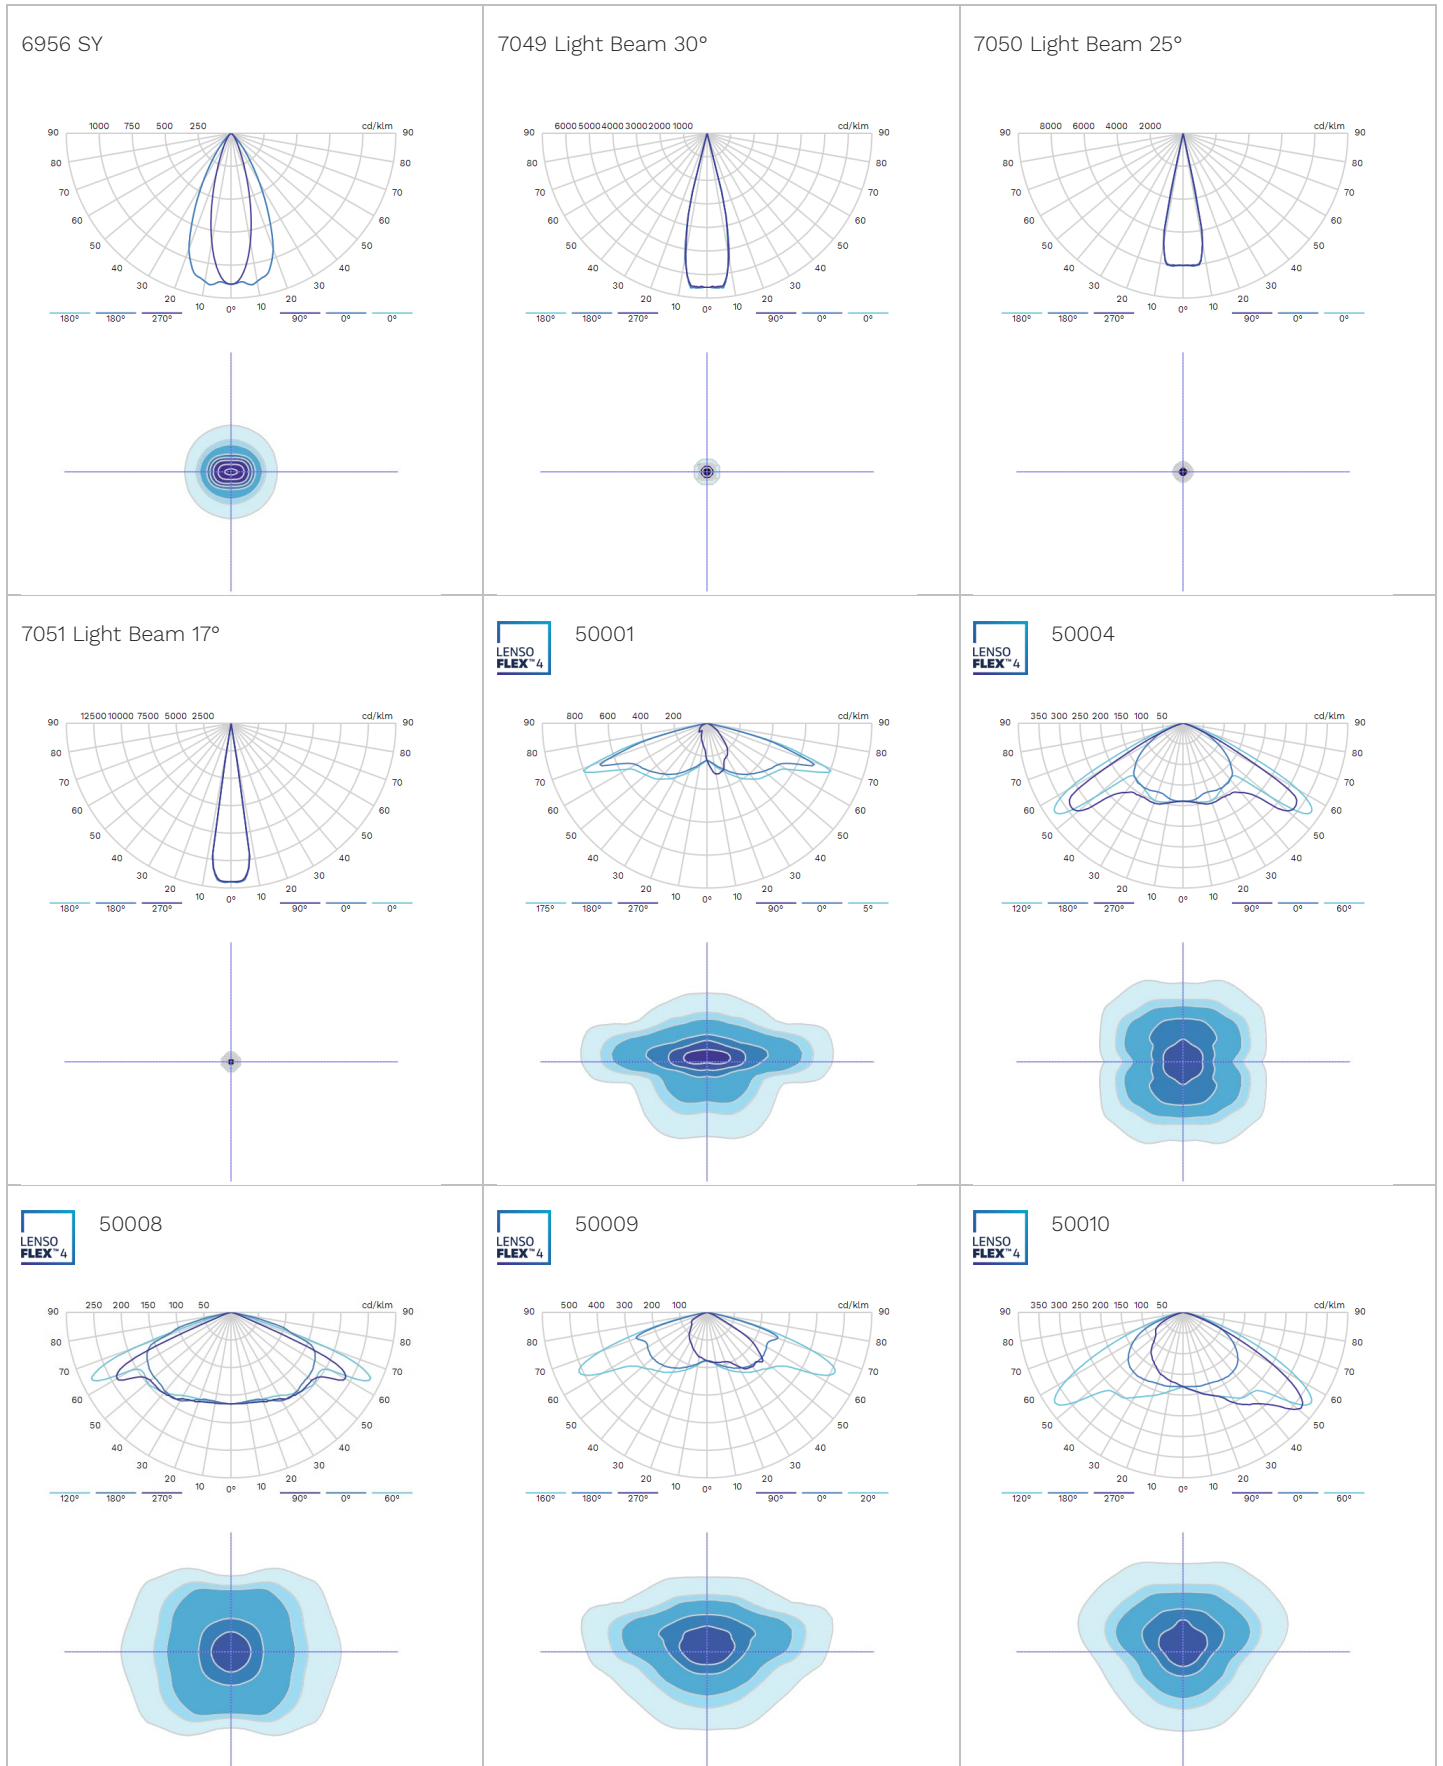 6956 SY
1000 750 500 250 cd/klm
90 90
80 80
70 70
60 60
50 50
40 40
30 30
20 20
10 0° 10
180° 180° 270° 90° 0° 0°
7049 Light Beam 30°
6000 5000 4000 3000 2000 1000 cd/klm
90 90
80 80
70 70
60 60
50 50
40 40
30 30
20 20
10 0° 10
180° 180° 270° 90° 0° 0°
7050 Light Beam 25°
8000 6000 4000 2000 cd/klm
90 90
80 80
70 70
60 60
50 50
40 40
30 30
20 20
10 0° 10
180° 180° 270° 90° 0° 0°
7051 Light Beam 17°
12500 10000 7500 5000 2500 cd/klm
90 90
80 80
70 70
60 60
50 50
40 40
30 30
20 20
10 0° 10
180° 180° 270° 90° 0° 0°
LENSO
FLEX™4
50001
800 600 400 200 cd/klm
90 90
80 80
70 70
60 60
50 50
40 40
30 30
20 20
10 0° 10
175° 180° 270° 90° 0° 5°
LENSO
FLEX™4
50004
350 300 250 200 150 100 50 cd/klm
90 90
80 80
70 70
60 60
50 50
40 40
30 30
20 20
10 0° 10
120° 180° 270° 90° 0° 60°
LENSO
FLEX™4
50008
250 200 150 100 50 cd/klm
90 90
80 80
70 70
60 60
50 50
40 40
30 30
20 20
10 0° 10
120° 180° 270° 90° 0° 60°
LENSO
FLEX™4
50009
500 400 300 200 100 cd/klm
90 90
80 80
70 70
60 60
50 50
40 40
30 30
20 20
10 0° 10
160° 180° 270° 90° 0° 20°
LENSO
FLEX™4
50010
350 300 250 200 150 100 50 cd/klm
90 90
80 80
70 70
60 60
50 50
40 40
30 30
20 20
10 0° 10
120° 180° 270° 90° 0° 60°